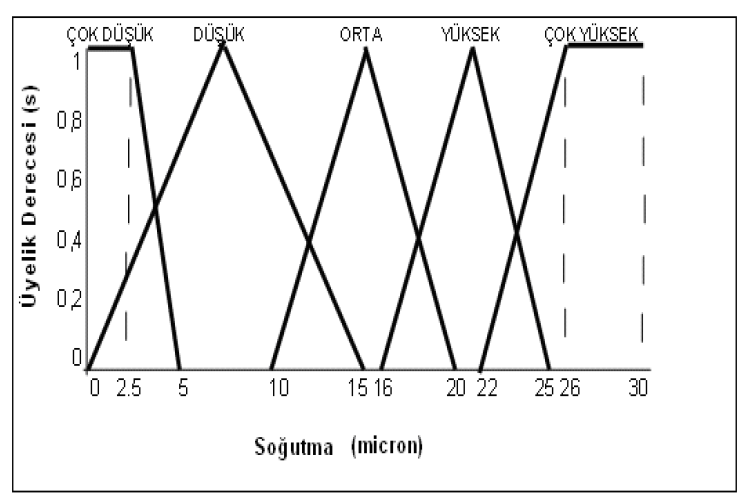 ÇOK DÜŞÜK DÜŞÜK ORTA YÜKSEK ÇOK YÜKSEK
1
0,8
0,6
0,4
0,2
0
Üyelik Derecesi (s)
0 2.5 5 10 15 16 20 22 25 26 30
Soğutma (micron)